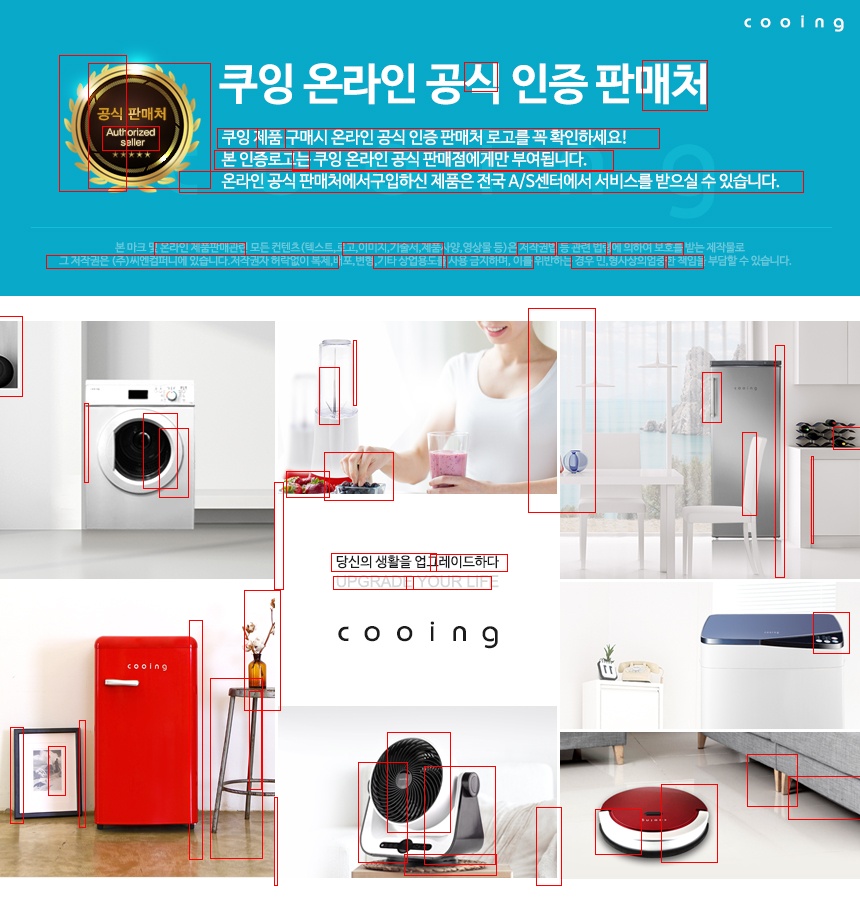 cooing
쿠잉 온라인 공식 인증 판매처
공식 판매처
Authorized
seller
쿠잉 제품 구매시 온라인 공식 인증 판매처 로고를 꼭 확인하세요!
본 인증로고는 쿠잉 온라인 공식 판매점에게만 부여됩니다.
온라인 공식 판매처에서구입하신 제품은 전국 A/S센터에서 서비스를 받으실 수 있습니다.
본 마크 및 온라인 제품판매관련 모든 컨텐츠(텍스트,로고,이미지,기술서,제품사양,영상물 등)은 저작권법 등 관련 법령에 의하여 보호를 받는 제작물로
그 저작권은 (주)씨엔컴퍼니에 있습니다.저작권자 허락없이 복제,배포,변형,기타 상업용도로 사용 금지하며, 이를 위반하는 경우 민,형사상의엄중한 책임을 부담할 수 있습니다.
cooing
당신의 생활을 업그레이드하다
UPGRADE YOUR LIFE
cooing
cooing